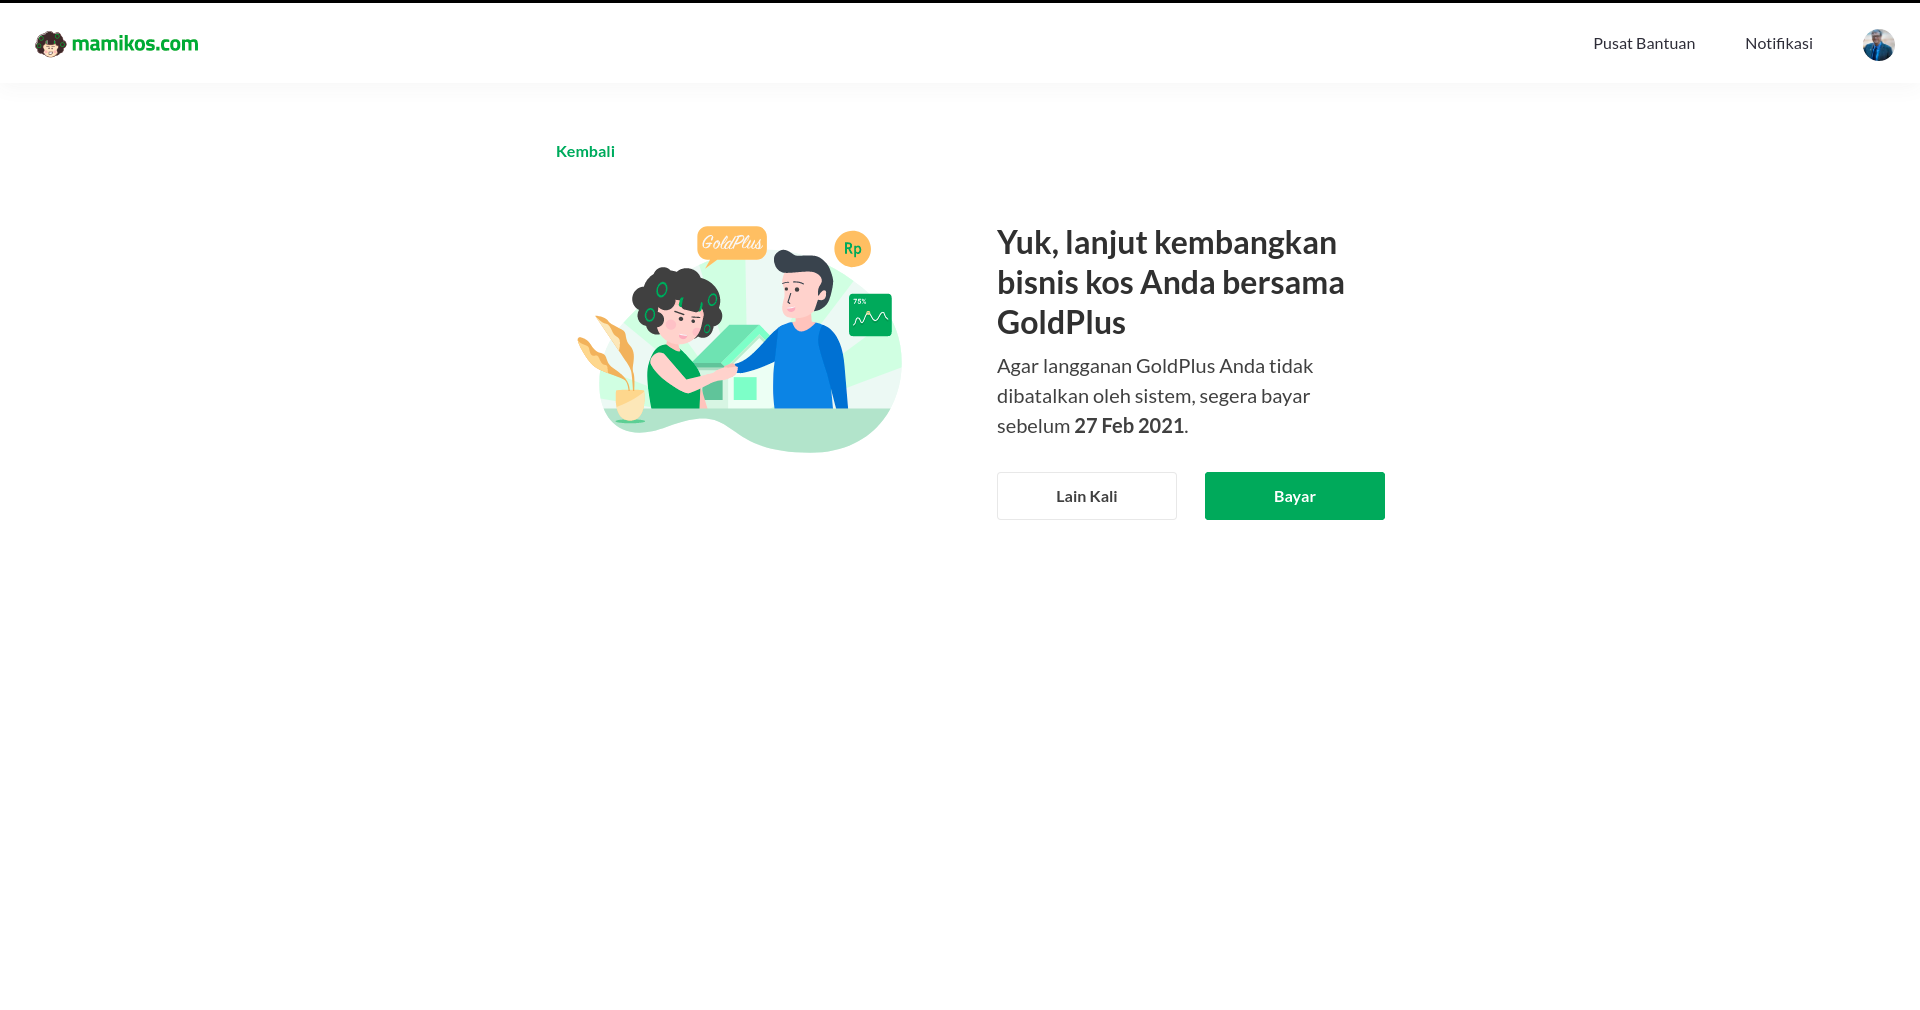 mamikos.com
Pusat Bantuan
Notifikasi
Kembali
GoldPlus
Rp
75%
Yuk, lanjut kembangkan
bisnis kos Anda bersama
GoldPlus
Agar langganan GoldPlus Anda tidak
dibatalkan oleh sistem, segera bayar
sebelum 27 Feb 2021.
Lain Kali
Bayar